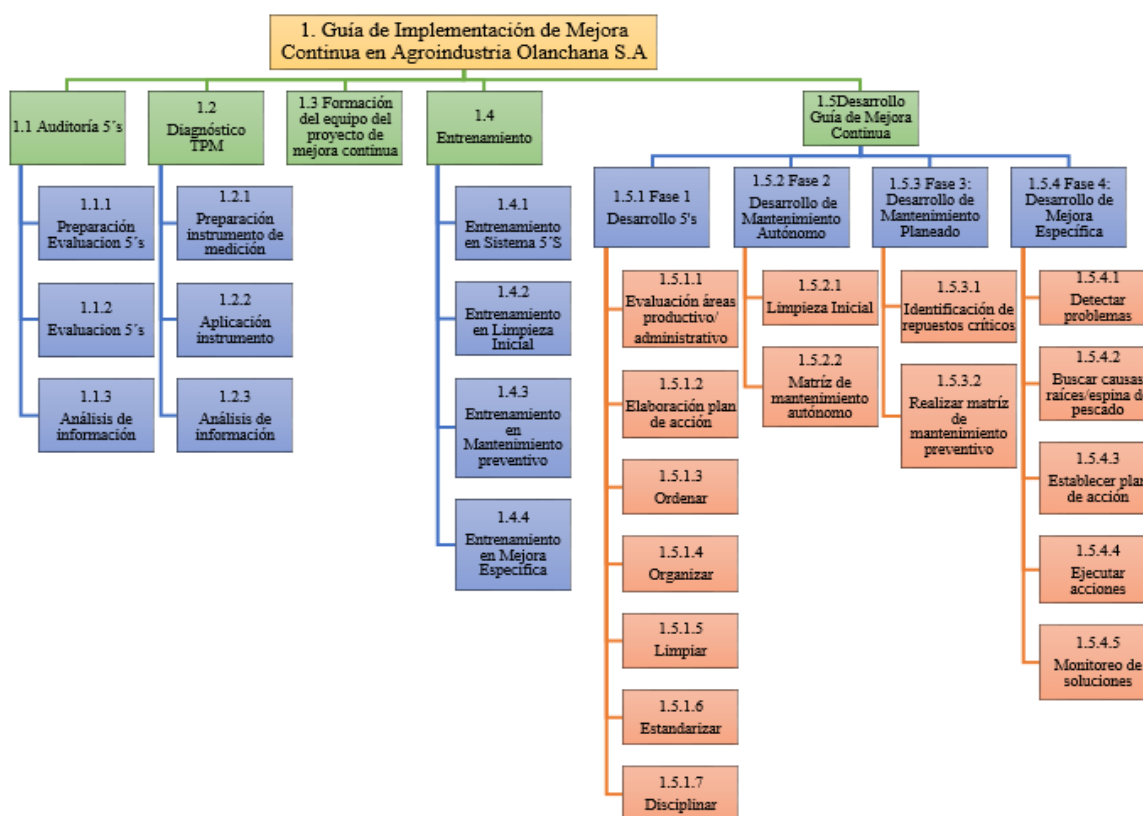 1. Guía de Implementación de Mejora
Continua en Agroindustria Olanchana S.A
1.1 Auditoría 5´s
1.2
Diagnóstico
TPM
1.3 Formación
del equipo del
proyecto de
mejora continua
1.4
Entrenamiento
1.5Desarrollo
Guía de Mejora
Continua
1.1.1
Preparación
Evaluacion 5´s
1.1.2
Evaluacion 5´s
1.1.3
Análisis de
información
1.2.1
Preparación
instrumento de
medición
1.2.2
Aplicación
instrumento
1.2.3
Análisis de
información
1.4.1
Entrenamiento
en Sistema 5´S
1.4.2
Entrenamiento
en Limpieza
Inicial
1.4.3
Entrenamiento
en
Mantenimiento
preventivo
1.4.4
Entrenamiento
en Mejora
Específica
1.5.1 Fase 1
Desarrollo 5's
1.5.1.1
Evaluación áreas
productivo/
administrativo
1.5.1.2
Elaboración plan
de acción
1.5.1.3
Ordenar
1.5.1.4
Organizar
1.5.1.5
Limpiar
1.5.1.6
Estandarizar
1.5.1.7
Disciplinar
1.5.2 Fase 2
Desarrollo de
Mantenimiento
Autónomo
1.5.2.1
Limpieza Inicial
1.5.2.2
Matríz de
mantenimiento
autónomo
1.5.3 Fase 3:
Desarrollo de
Mantenimiento
Planeado
1.5.3.1
Identificación de
repuestos críticos
1.5.3.2
Realizar matríz
de
mantenimiento
preventivo
1.5.4 Fase 4:
Desarrollo de
Mejora
Específica
1.5.4.1
Detectar
problemas
1.5.4.2
Buscar causas
raíces/espina de
pescado
1.5.4.3
Establecer plan
de acción
1.5.4.4
Ejecutar
acciones
1.5.4.5
Monitoreo de
soluciones